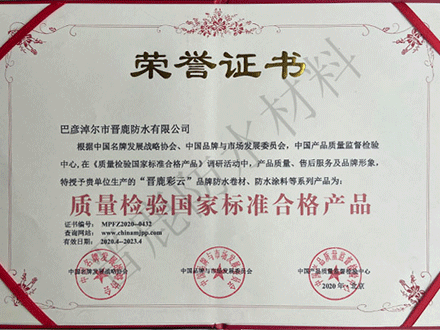 荣誉证书
巴彦淖尔市晋鹿防水有限公司
根据中国名牌发展战略协会、中国品牌与市场发展委员会，中国产品质量监督检验
中心，在《质量检验国家标准合格产品》调研活动中，产品质量、售后服务及品牌形象，
特授予贵单位生产的“晋鹿彩云”品牌防水卷材、防水涂料等系列产品为：
质量检验国家标准合格产品
证书编号： MPFZ2020--0432
查询网站： www.chinamjpp.com
有效日期： 2020.4--2023.4
中国名牌发展战略协会 中国品牌与市场发展委员会 中国产品质量监督检验中心
2020年·北京
晋鹿防水材料